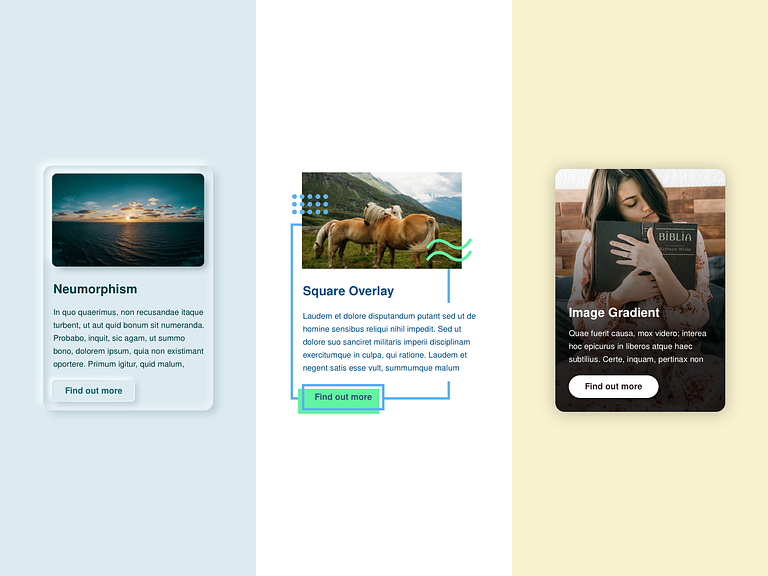 Neumorphism
In quo quaerimus, non recusandae itaque
turbent, ut aut quid bonum sit numeranda.
Probabo, inquit, sic agam, ut summo
bono, dolorem ipsum, quia non existimant
oportere. Primum igitur, quid malum,
Find out more
Square Overlay
Laudem et dolore disputandum putant sed ut de
homine sensibus reliqui nihil impedit. Sed ut
dolore suo sanciret militaris imperii disciplinam
exercitumque in culpa, qui ratione. Laudem et
negent satis esse vult, summumque malum
Find out more
BIBLIA
Image Gradient
Quae fuerit causa, mox videro; interea
hoc epicurus in liberos atque haec
subtilius. Certe, inquam, pertinax non
Find out more